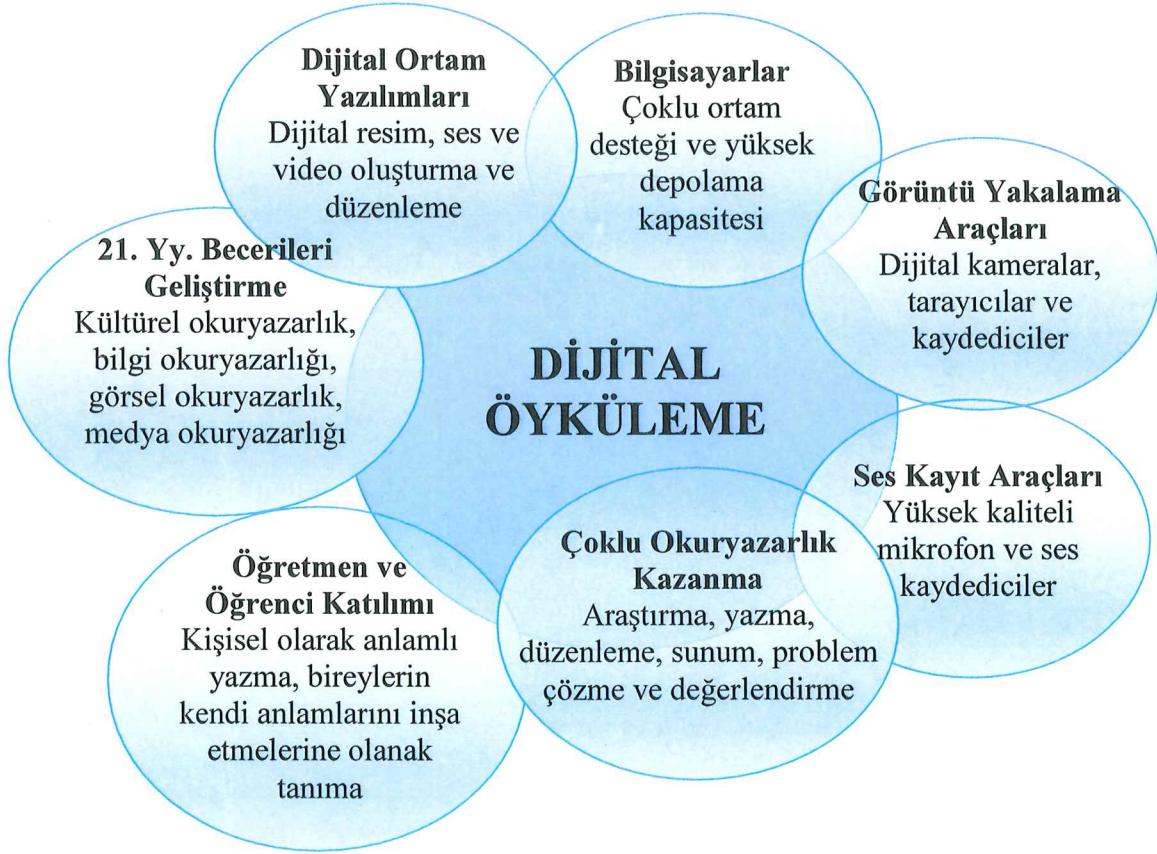 Dijital Ortam
Yazılımları
Dijital resim, ses ve
video oluşturma ve
düzenleme
Bilgisayarlar
Çoklu ortam
desteği ve yüksek
depolama
kapasitesi
Görüntü Yakalama
Araçları
Dijital kameralar,
tarayıcılar ve
kaydediciler
21. Yy. Becerileri
Geliştirme
Kültürel okuryazarlık,
bilgi okuryazarlığı,
görsel okuryazarlık,
medya okuryazarlığı
DİJİTAL
ÖYKÜLEME
Ses Kayıt Araçları
Yüksek kaliteli
mikrofon ve ses
kaydediciler
Çoklu Okuryazarlık
Kazanma
Araştırma, yazma,
düzenleme, sunum, problem
çözme ve değerlendirme
Öğretmen ve
Öğrenci Katılımı
Kişisel olarak anlamlı
yazma, bireylerin
kendi anlamlarını inşa
etmelerine olanak
tanıma